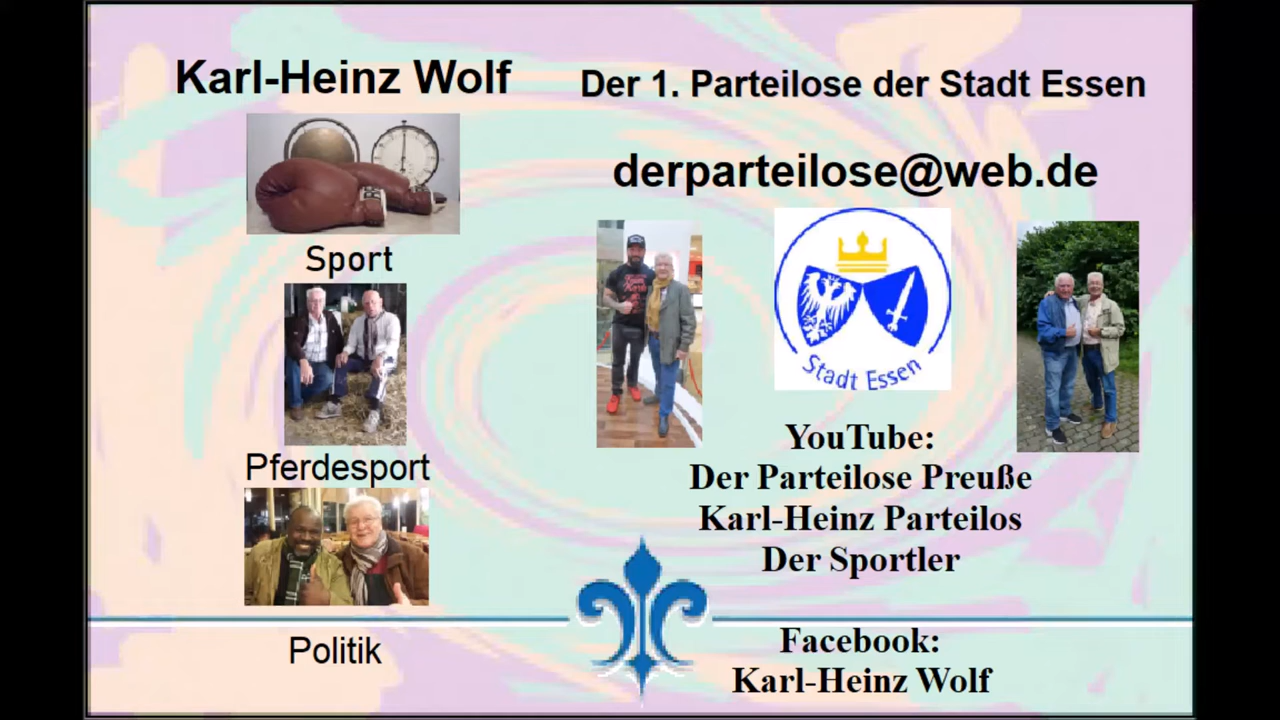 Karl-Heinz Wolf
Der 1. Parteilose der Stadt Essen
derparteilose@web.de
Sport
Pferdesport
Politik
Stadt Essen
YouTube:
Der Parteilose Preuße
Karl-Heinz Parteilos
Der Sportler
Facebook:
Karl-Heinz Wolf